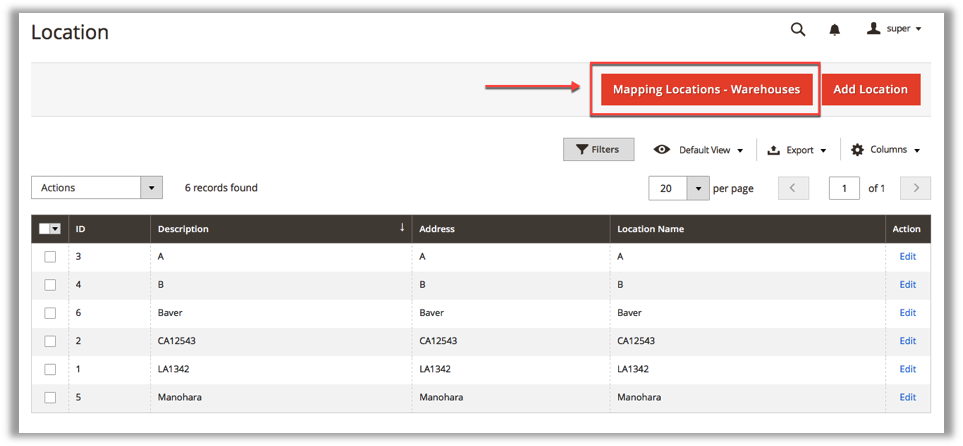 Location
super
Mapping Locations - Warehouses Add Location
Filters Default View Export Columns
Actions 6 records found 20 per page 1 of 1
ID Description Address Location Name Action
3 A A A Edit
4 B B B Edit
6 Baver Baver Baver Edit
2 CA12543 CA12543 CA12543 Edit
1 LA1342 LA1342 LA1342 Edit
5 Manohara Manohara Manohara Edit